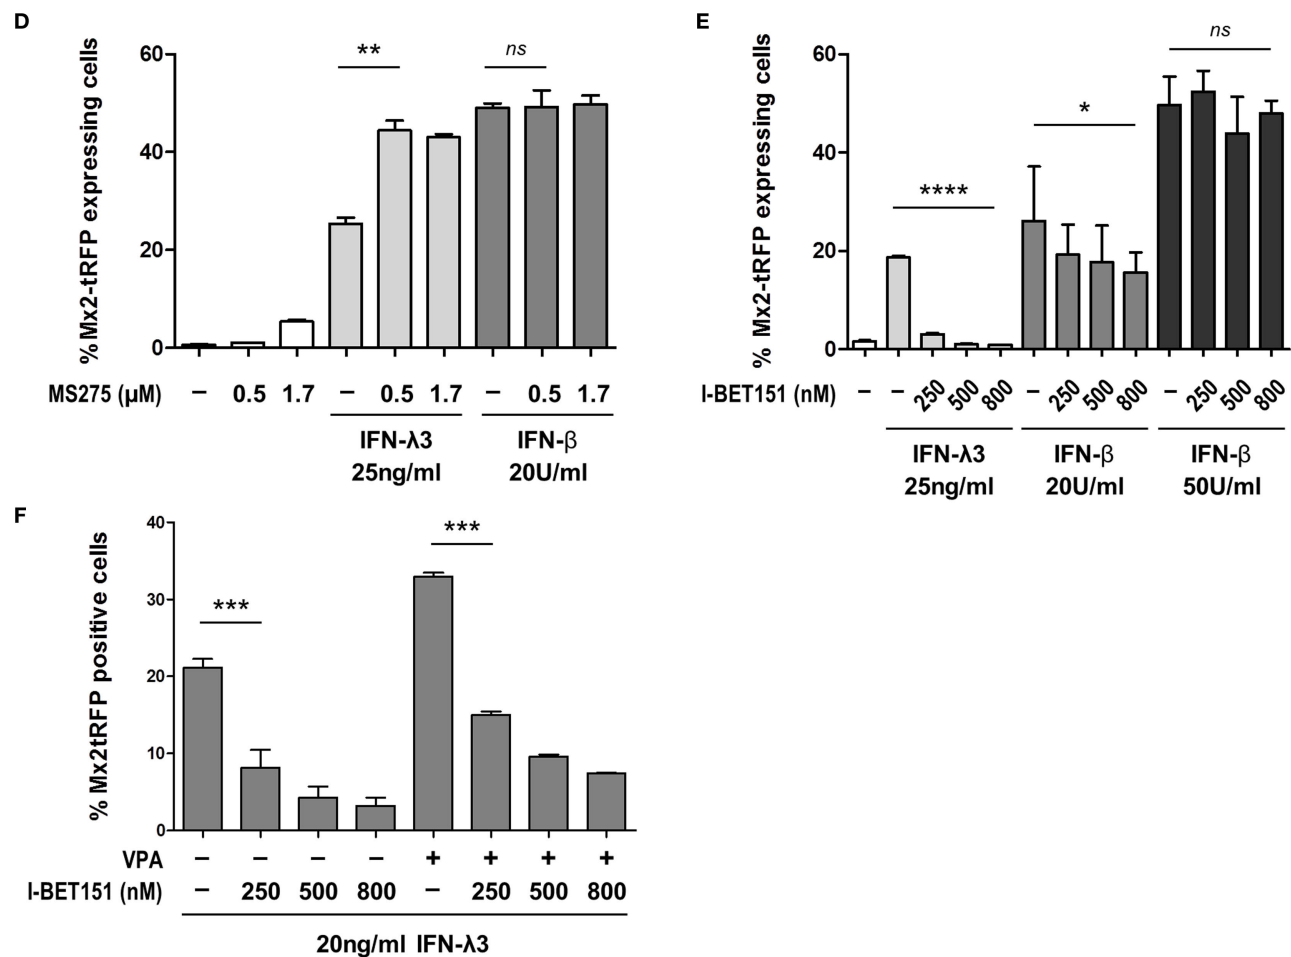 D
% Mx2-tRFP expressing cells
60
40
20
0
**
ns
MS275 (µM) – 0.5 1.7 – 0.5 1.7 – 0.5 1.7
IFN-λ3 IFN-β
25ng/ml 20U/ml
E
% Mx2-tRFP expressing cells
60
40
20
0
****
*
ns
I-BET151 (nM) – – 250 500 800 – 250 500 800 – 250 500 800
IFN-λ3 IFN-β IFN-β
25ng/ml 20U/ml 50U/ml
F
% Mx2tRFP positive cells
40
30
20
10
0
***
***
VPA – – – – + + + +
I-BET151 (nM) – 250 500 800 – 250 500 800
20ng/ml IFN-λ3